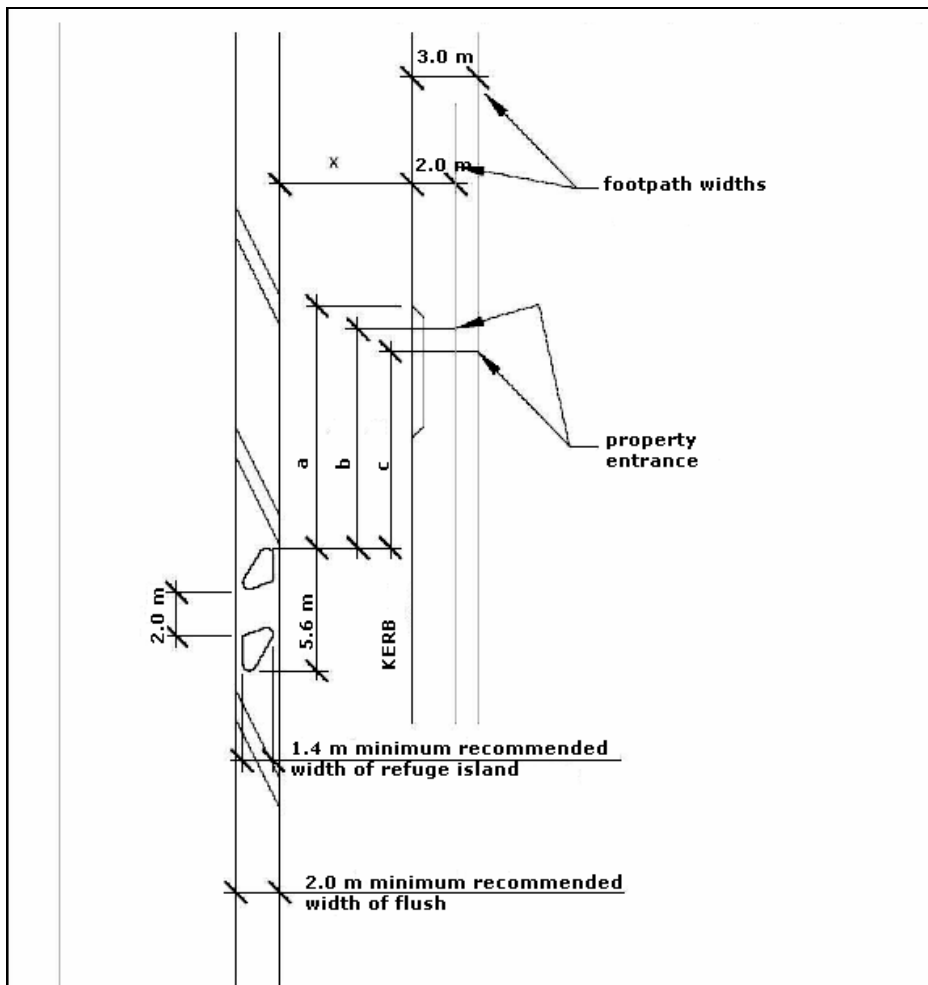 3.0 m
X
2.0 m
footpath widths
a
b
c
property
entrance
2.0 m
5.6 m
KERB
1.4 m minimum recommended
width of refuge island
2.0 m minimum recommended
width of flush